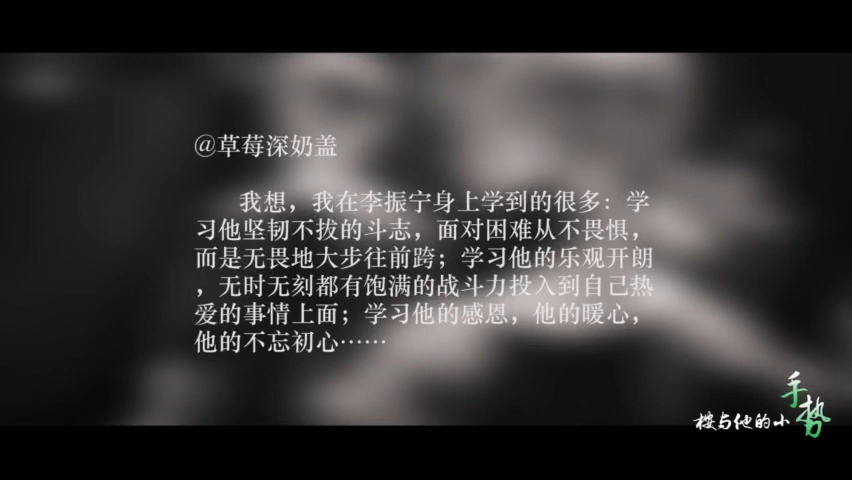 @草莓深奶盖
我想，我在李振宁身上学到的很多：学
习他坚韧不拔的斗志，面对困难从不畏惧，
而是无畏地大步往前跨；学习他的乐观开朗
，无时无刻都有饱满的战斗力投入到自己热
爱的事情上面；学习他的感恩，他的暖心，
他的不忘初心……
桉与他的小手势